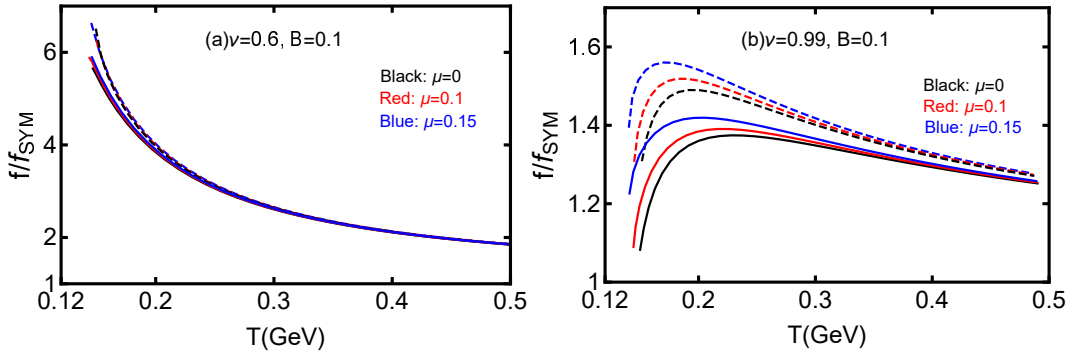 (a)ν=0.6, B=0.1
Black: μ=0
Red: μ=0.1
Blue: μ=0.15
f/fSYM
6
4
2
1
0.12
0.2
0.3
0.4
0.5
T(GeV)
(b)ν=0.99, B=0.1
Black: μ=0
Red: μ=0.1
Blue: μ=0.15
f/fSYM
1.6
1.4
1.2
1
0.12
0.2
0.3
0.4
0.5
T(GeV)